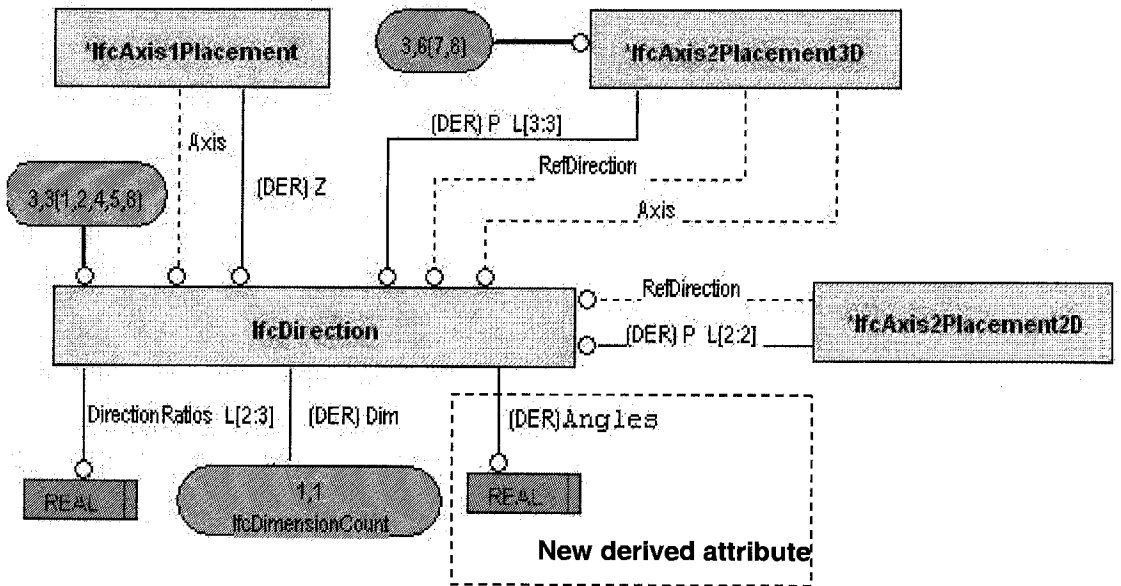 *IfcAxis1Placement
3,6(7,8)
*IfcAxis2Placement3D
(DER) P L[3:3]
Axis
RefDirection
3,3(1,2,4,5,8)
(DER) Z
Axis
RefDirection
IfcDirection
*IfcAxis2Placement2D
(DER) P L[2:2]
DirectionRatios L[2:3]
(DER) Dim
(DER)Angles
REAL
1,1
IfcDimensionCount
REAL
New derived attribute